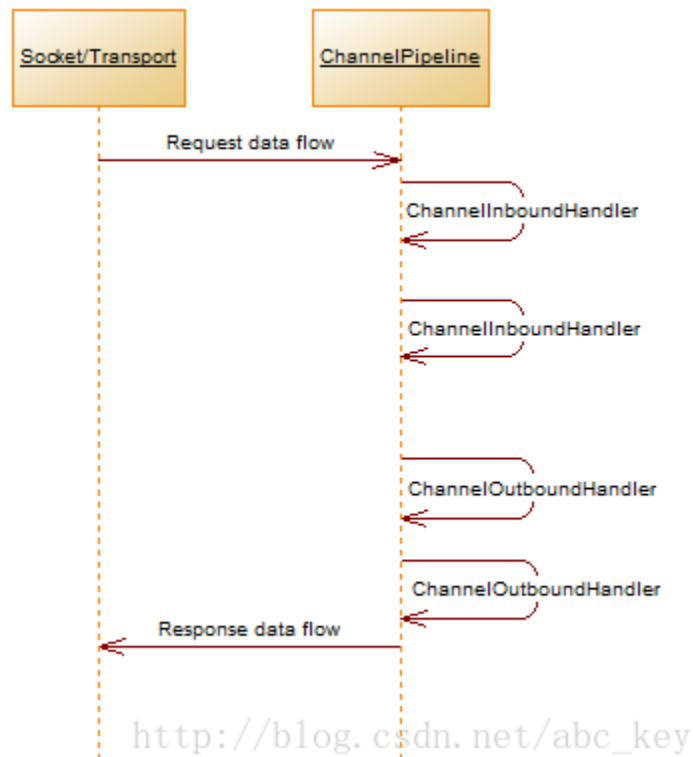 Socket/Transport
ChannelPipeline
Request data flow
ChannelInboundHandler
ChannelInboundHandler
ChannelOutboundHandler
ChannelOutboundHandler
Response data flow
http://blog.csdn.net/abc_key